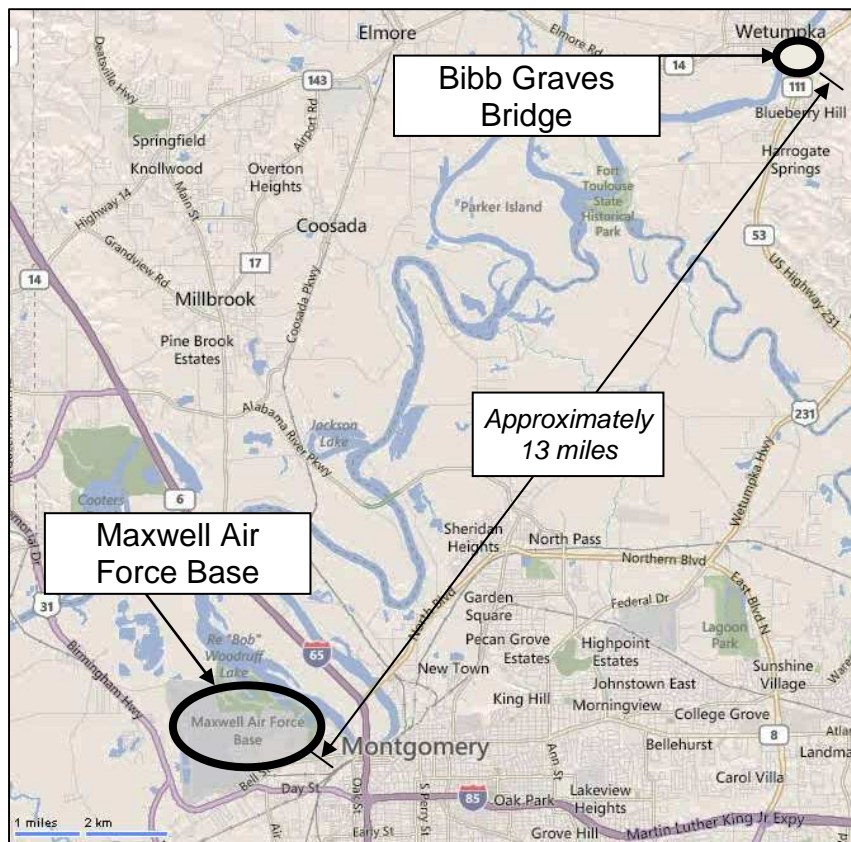 Elmore
Wetumpka
Elmore Rd
14
Deatsville Hwy
143
Bibb Graves
Bridge
111
Blueberry Hill
Airport Rd
Springfield
Knollwood
Overton
Heights
Harrogate
Springs
Fort
Toulouse
State
Historical
Park
Main St
Highway 14
Parker Island
Coosada
53
Grandview Rd
17
US Highway 231
14
Millbrook
Coosada Pkwy
Pine Brook
Estates
Approximately
13 miles
231
Alabama River Pkwy
Jackson
Lake
Wetumpka Hwy
Cooters
6
Sheridan
Heights
North Pass
Maxwell Air
Force Base
Northern Blvd
31
North Blvd
Garden
Square
Federal Dr
East Blvd N
Lagoon
Park
Re "Bob"
Woodruff
Lake
65
Pecan Grove
Estates
Highpoint
Estates
Birmingham Hwy
New Town
Johnstown East
Sunshine
Village
King Hill
Morningview
College Grove
Maxwell Air Force
Base
Montgomery
Bellehurst
8
Bell St
Day St
Oak St
S Perry St
Ann St
85
Oak Park
Lakeview
Heights
Carol Villa
Early St
Grove Hill
Martin Luther King Jr Expy
1 miles
2 km